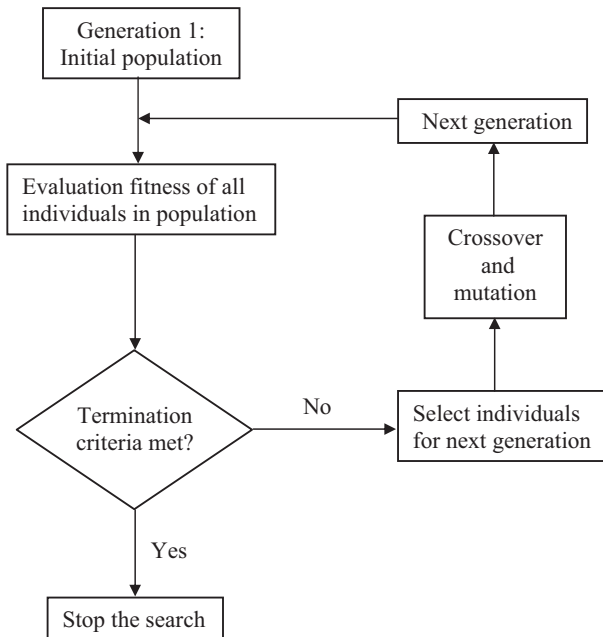 Generation 1:
Initial population
Next generation
Evaluation fitness of all
individuals in population
Crossover
and
mutation
Termination
criteria met?
No
Select individuals
for next generation
Yes
Stop the search